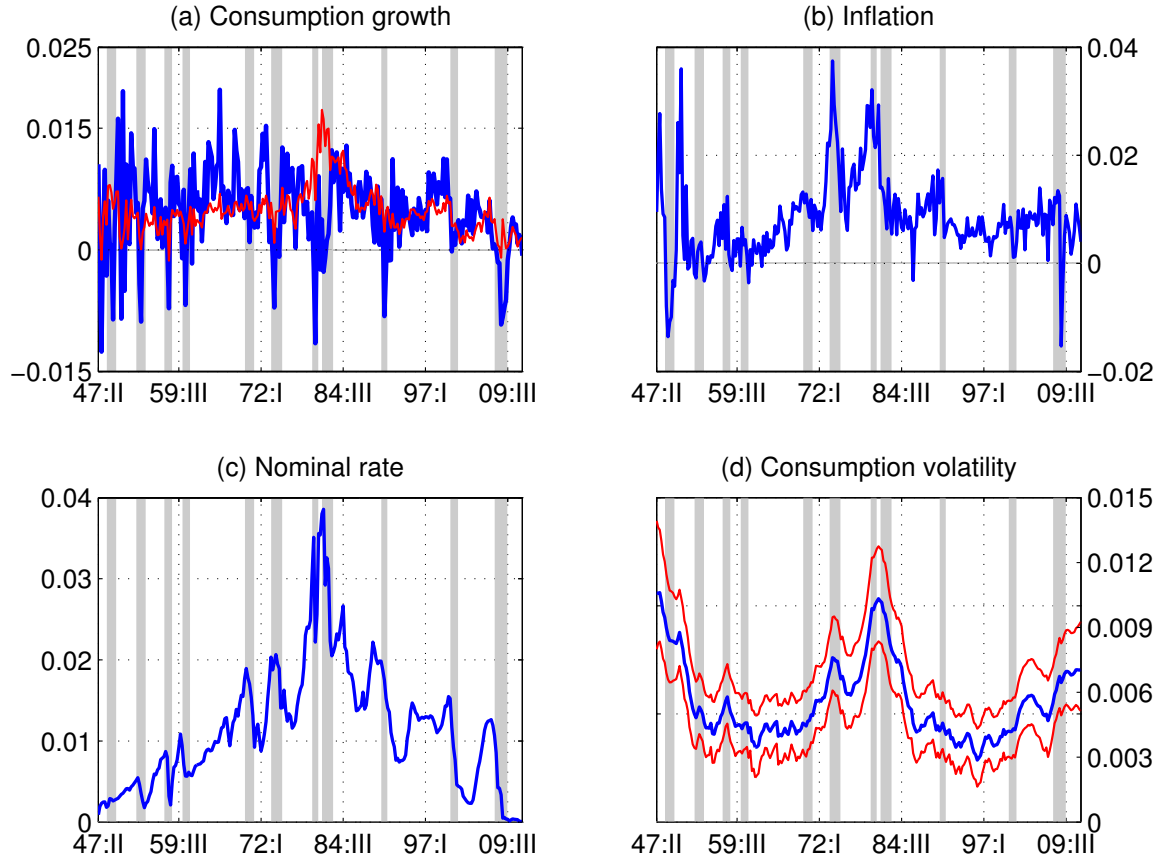 (a) Consumption growth
(b) Inflation
0.025
0.015
0
−0.015
0.04
0.02
0
−0.02
47:II 59:III 72:I 84:III 97:I 09:III
47:II 59:III 72:I 84:III 97:I 09:III
(c) Nominal rate
(d) Consumption volatility
0.04
0.03
0.02
0.01
0
0.015
0.012
0.009
0.006
0.003
0
47:II 59:III 72:I 84:III 97:I 09:III
47:II 59:III 72:I 84:III 97:I 09:III